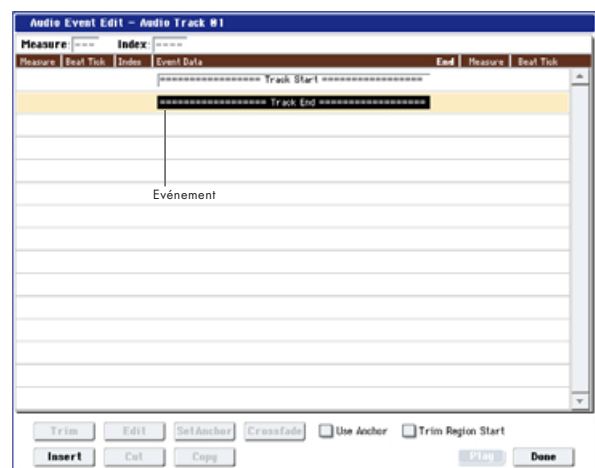 Audio Event Edit – Audio Track 01
Measure: --- Index: ----
Measure Beat Tick Index Event Data End Measure Beat Tick
================= Track Start =================
================= Track End =================
Evénement
Trim Edit SetAnchor Crossfade Use Anchor Trim Region Start
Insert Cut Copy Play Done